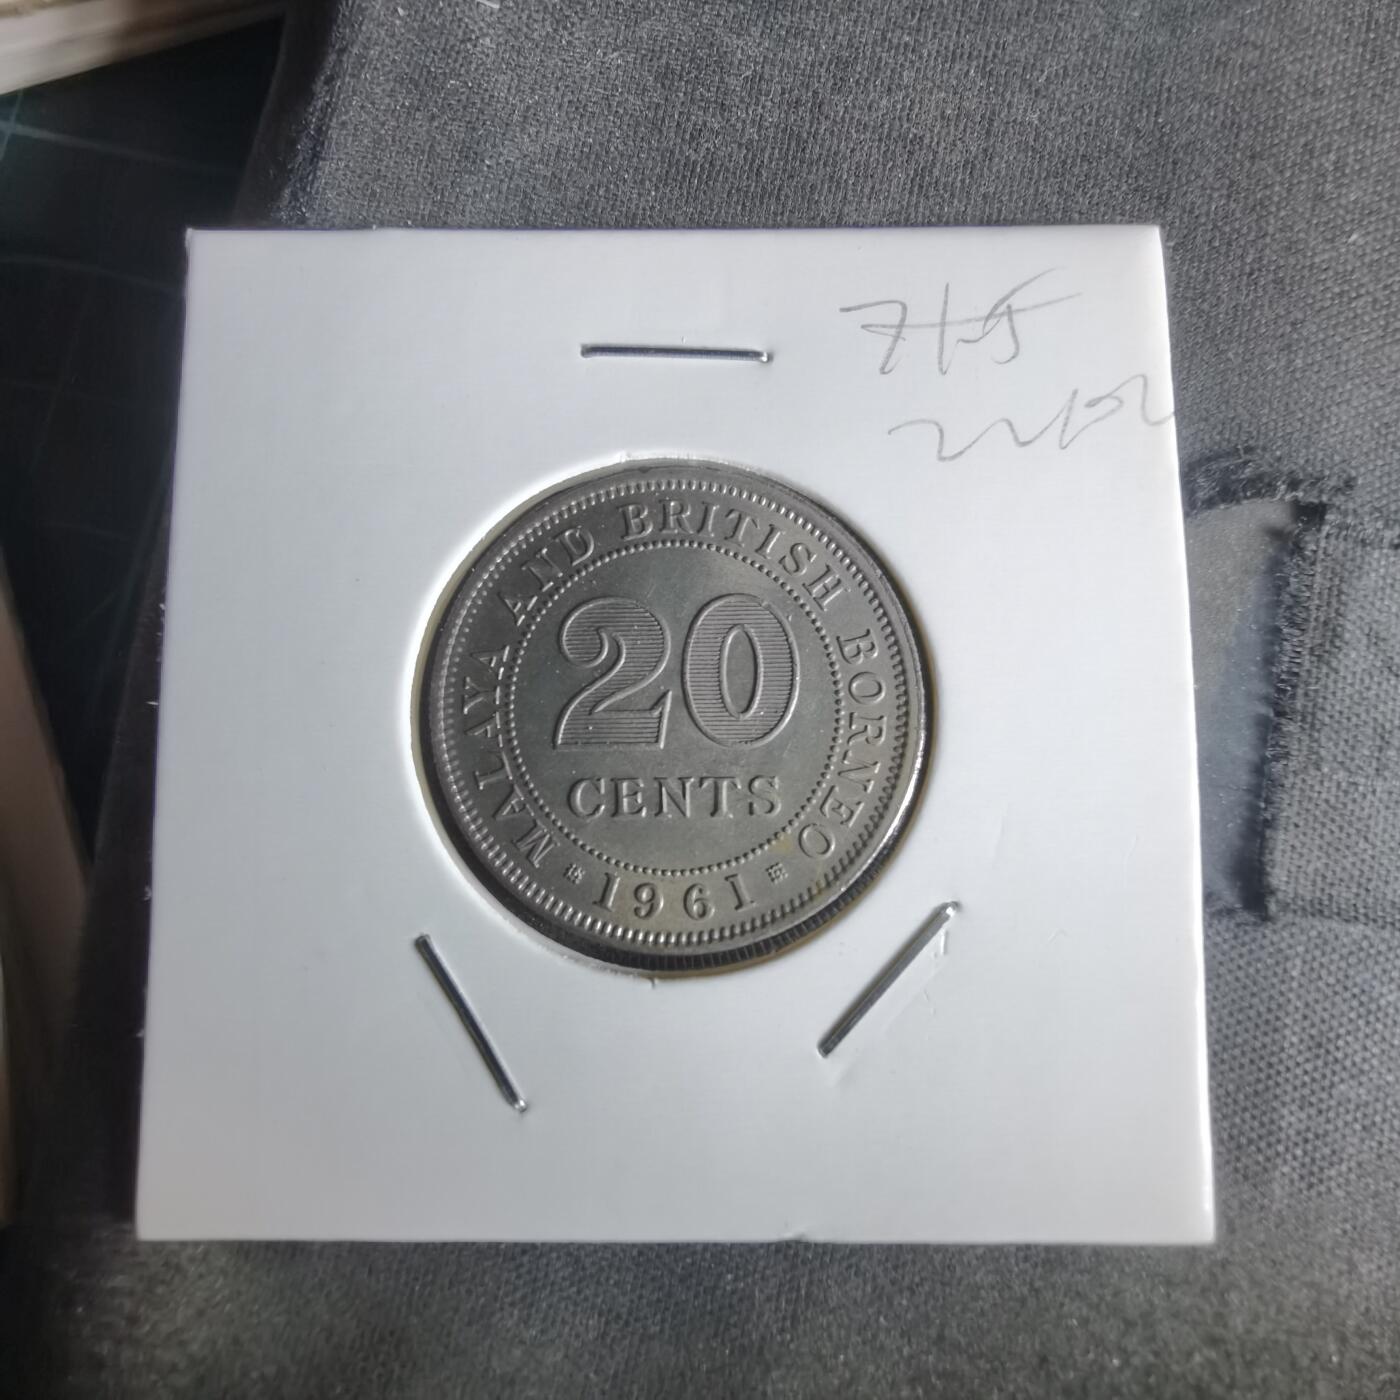 MALAYA AND BRITISH BORNEO
20
CENTS
1961